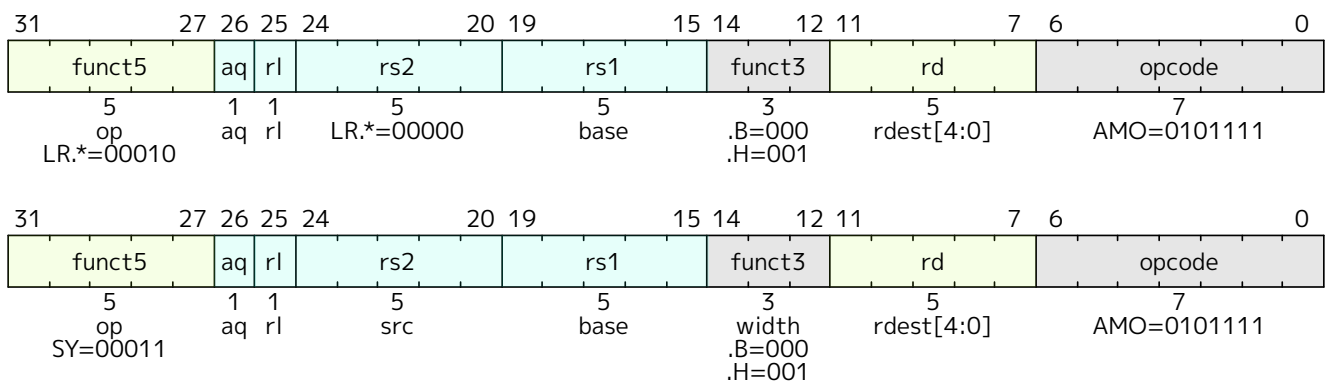 31 27 26 25 24 20 19 15 14 12 11 7 6 0
funct5 aq rl rs2 rs1 funct3 rd opcode
5 1 1 5 5 3 5 7
op aq rl LR.*=00000 base .B=000 rdest[4:0] AMO=0101111
LR.*=00010 .H=001
31 27 26 25 24 20 19 15 14 12 11 7 6 0
funct5 aq rl rs2 rs1 funct3 rd opcode
5 1 1 5 5 3 5 7
op aq rl src base width rdest[4:0] AMO=0101111
SY=00011 .B=000
.H=001